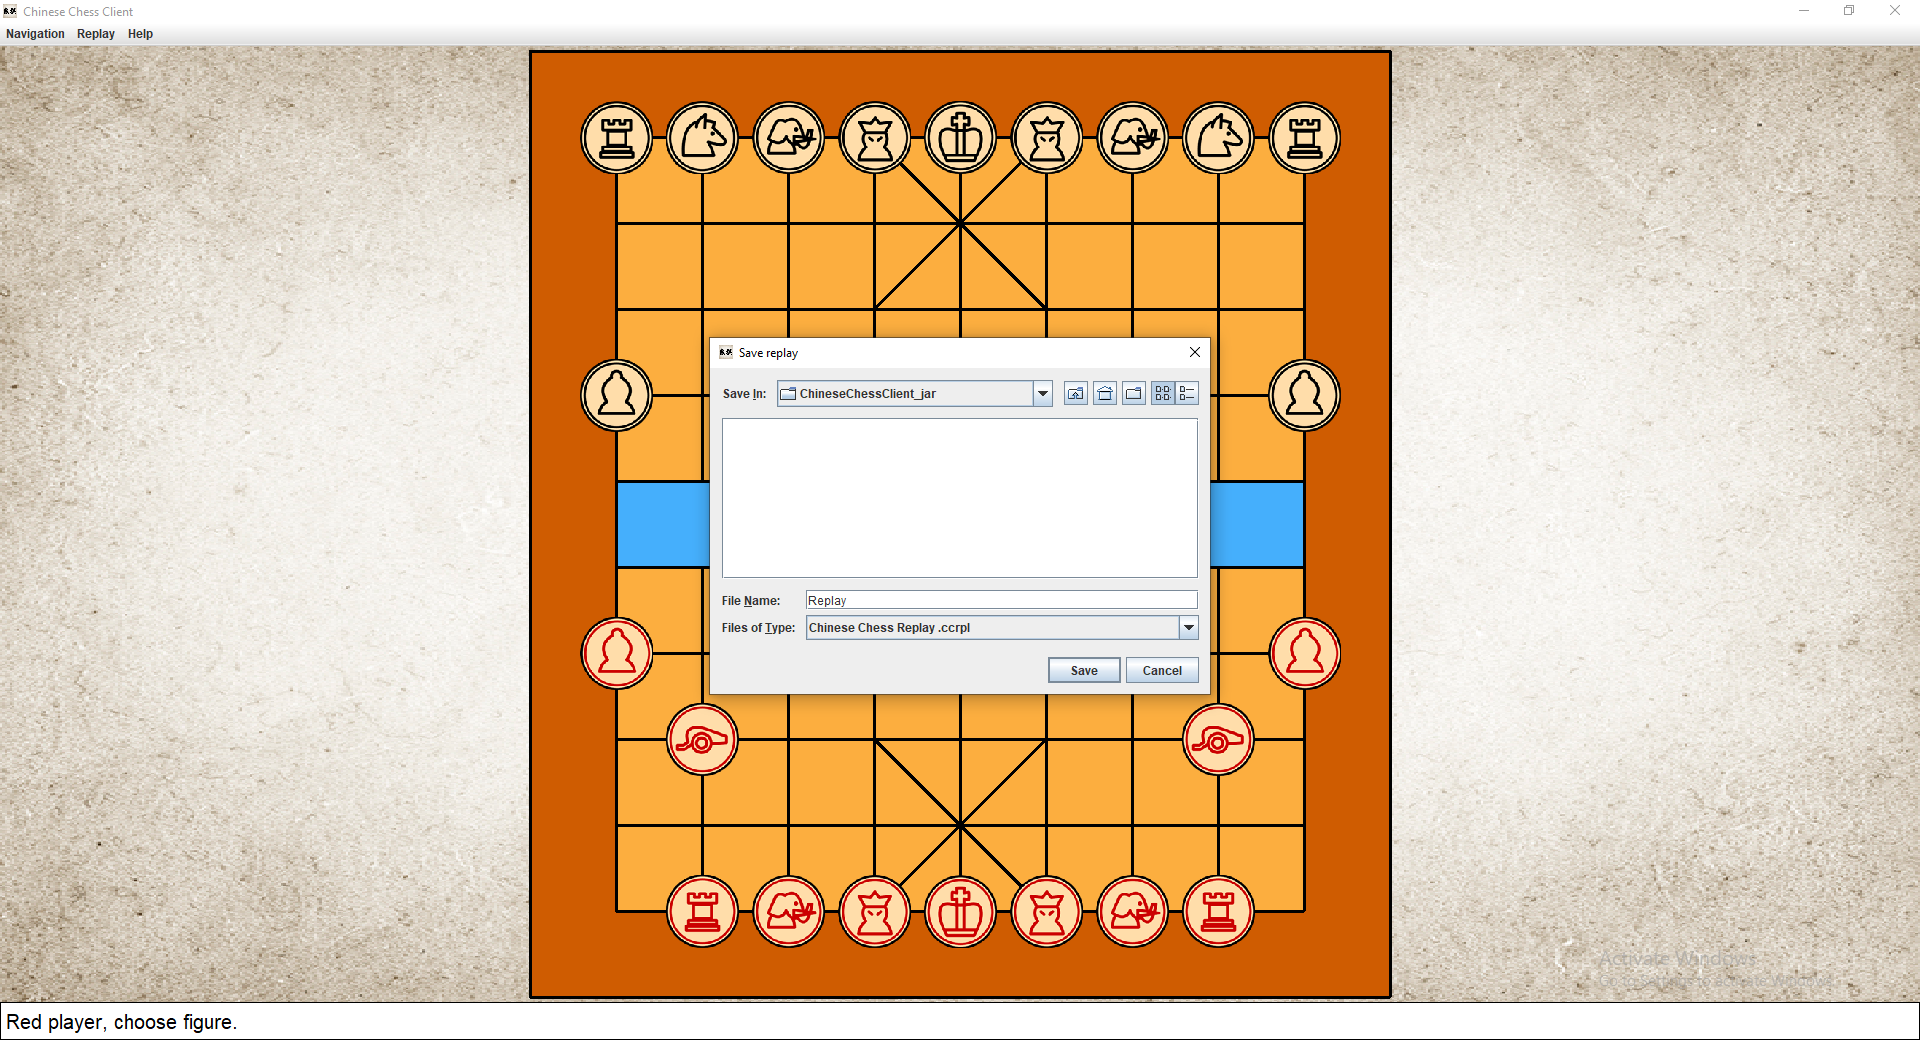 Chinese Chess Client
Navigation Replay Help
Save replay
Save In: ChineseChessClient_jar
File Name: Replay
Files of Type: Chinese Chess Replay .ccrpl
Save Cancel
Activate Windows
Red player, choose figure.